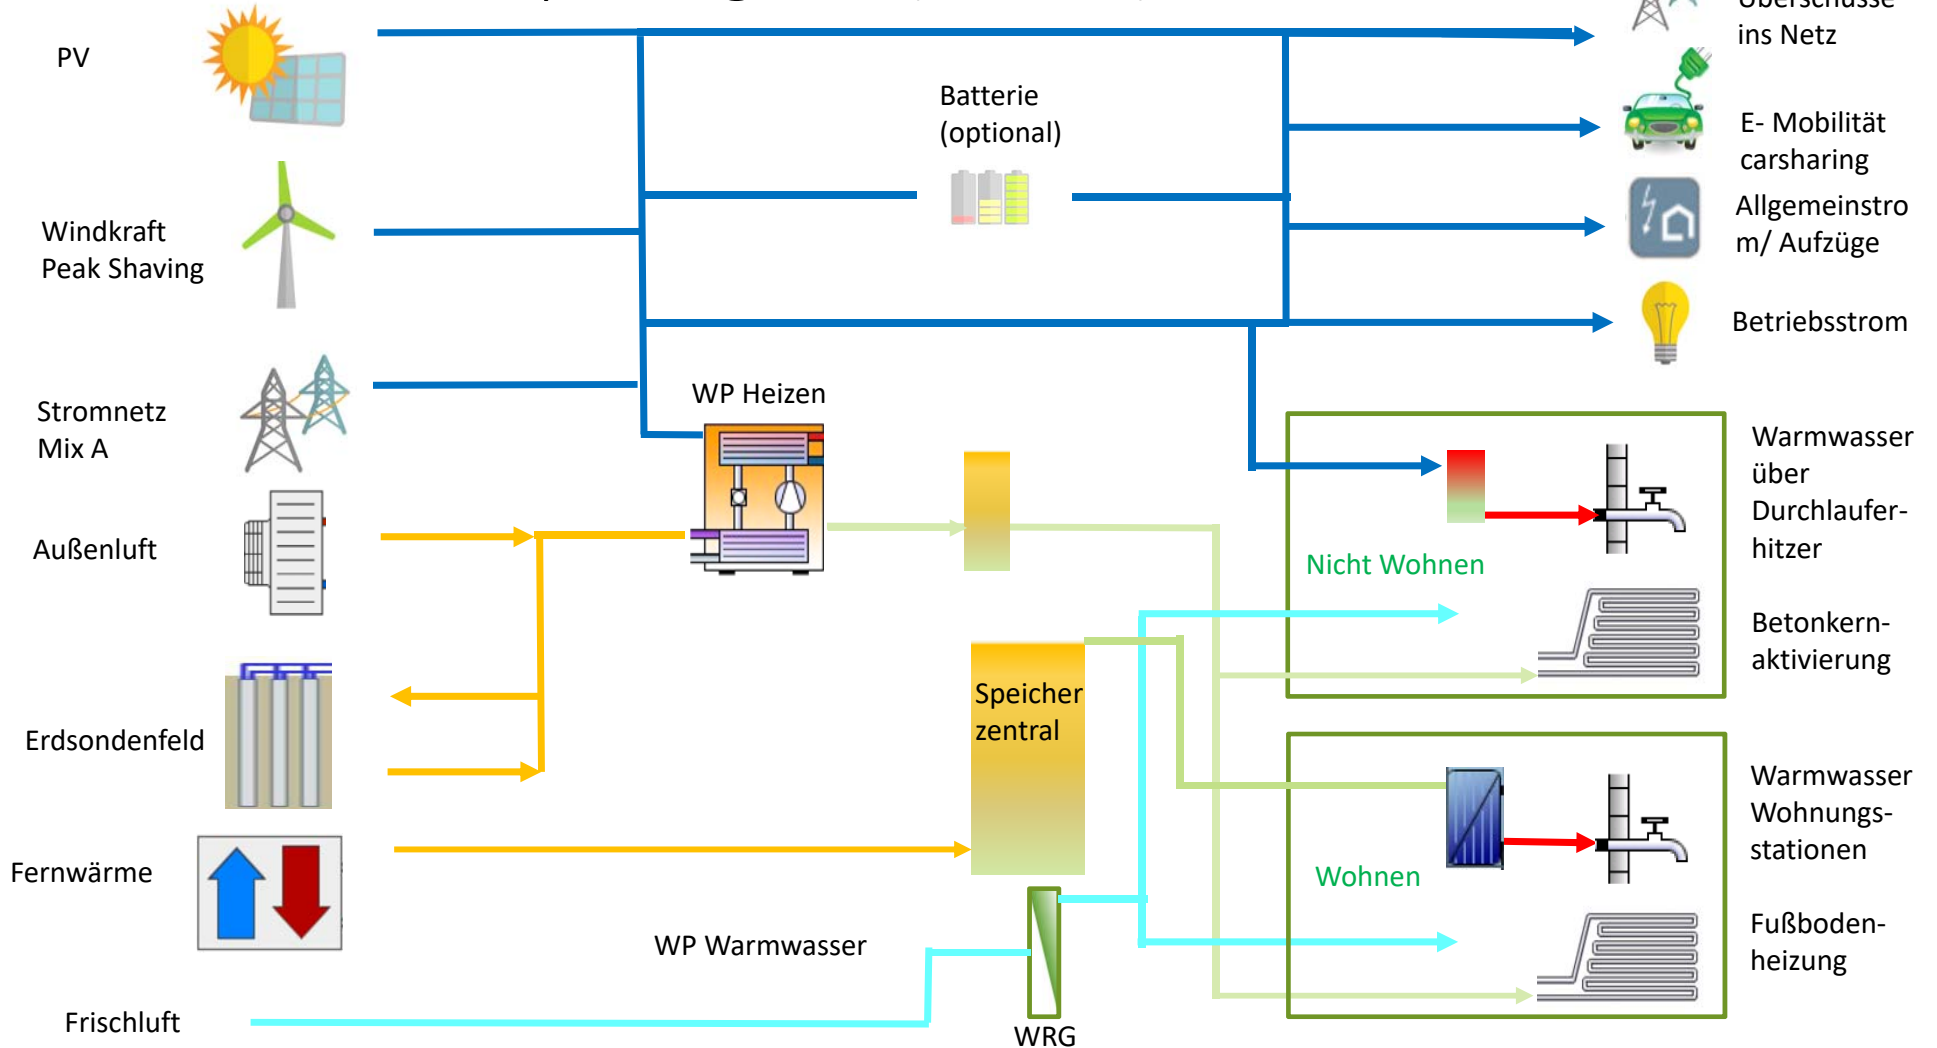 Überschüsse
ins Netz
PV
Batterie
(optional)
E- Mobilität
carsharing
Windkraft
Peak Shaving
Allgemeinstro
m/ Aufzüge
Betriebsstrom
Stromnetz
Mix A
WP Heizen
Warmwasser
über
Durchlaufer-
hitzer
Außenluft
Nicht Wohnen
Betonkern-
aktivierung
Speicher
zentral
Erdsondenfeld
Warmwasser
Wohnungs-
stationen
Fernwärme
Wohnen
WP Warmwasser
Fußboden-
heizung
Frischluft
WRG